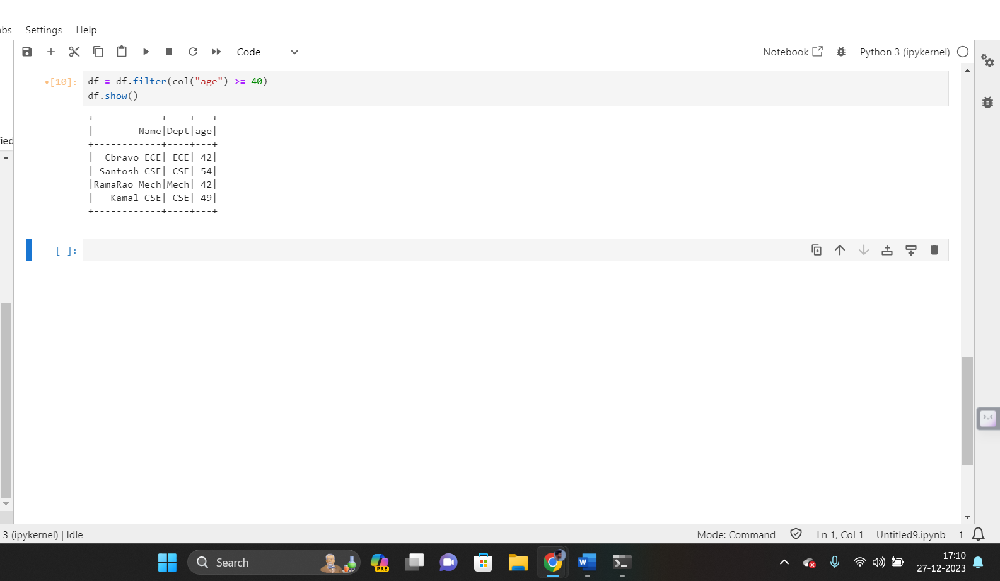 bs Settings Help
Code Notebook Python 3 (ipykernel)
[10]: df = df.filter(col("age") >= 40)
df.show()
+------------+----+---+
|        Name|Dept|age|
+------------+----+---+
|  Cbravo ECE| ECE| 42|
| Santosh CSE| CSE| 54|
|RamaRao Mech|Mech| 42|
|   Kamal CSE| CSE| 49|
+------------+----+---+
ied
[ ]:
3 (ipykernel) | Idle Mode: Command Ln 1, Col 1 Untitled9.ipynb 1
Search PRE W 17:10
27-12-2023